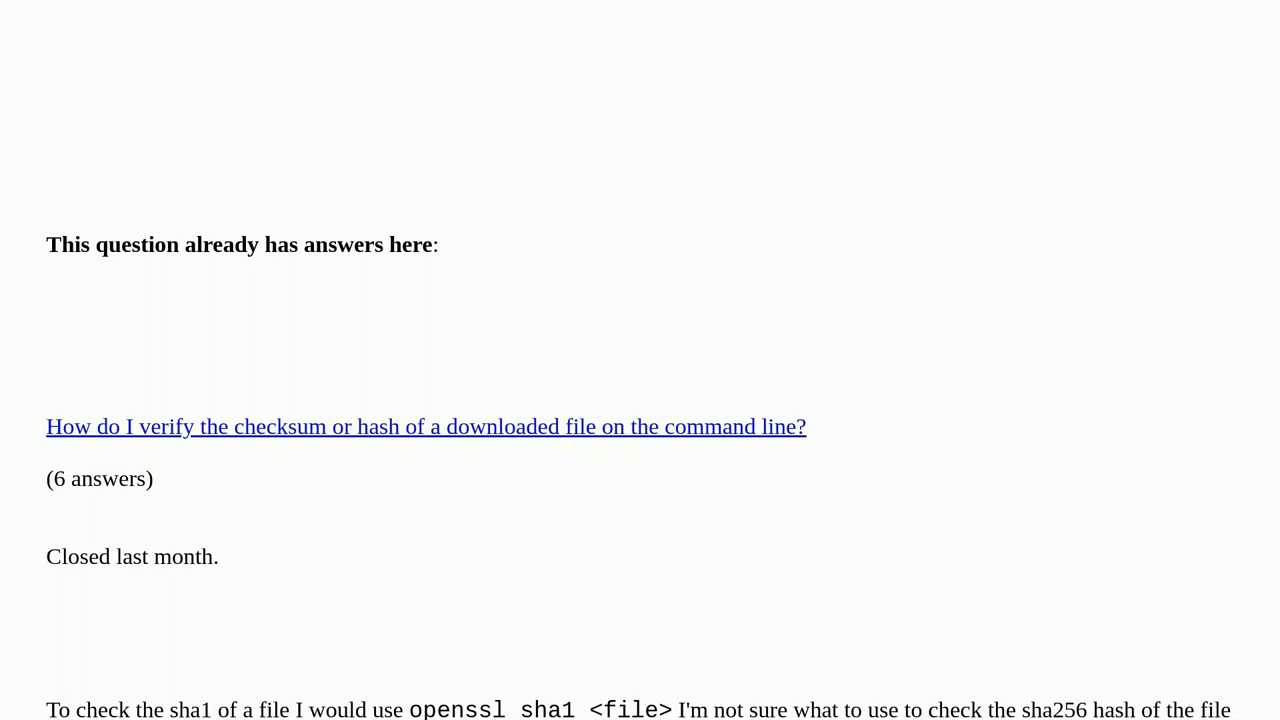 This question already has answers here:
How do I verify the checksum or hash of a downloaded file on the command line?
(6 answers)
Closed last month.
To check the sha1 of a file I would use openssl sha1 <file> I'm not sure what to use to check the sha256 hash of the file